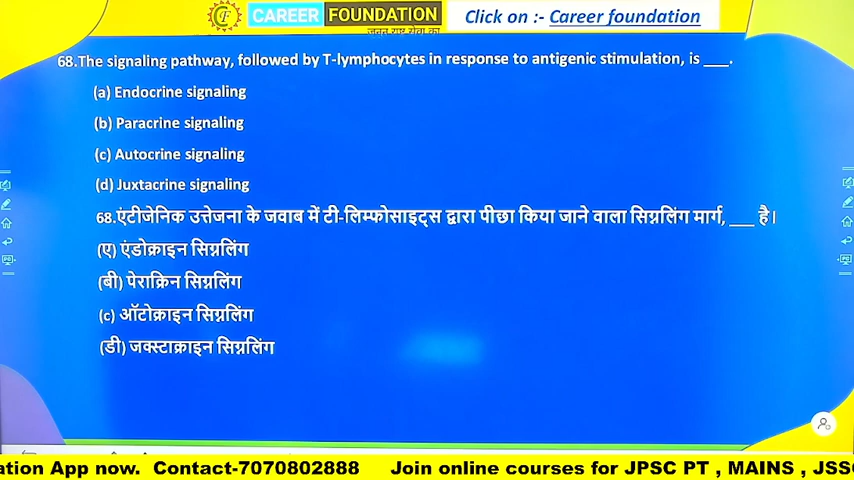 CAREER FOUNDATION
Click on :- Career foundation
68.The signaling pathway, followed by T-lymphocytes in response to antigenic stimulation, is ___.
(a) Endocrine signaling
(b) Paracrine signaling
(c) Autocrine signaling
(d) Juxtacrine signaling
68.एंटीजेनिक उत्तेजना के जवाब में टी-लिम्फोसाइट्स द्वारा पीछा किया जाने वाला सिग्नलिंग मार्ग, ___ है।
(ए) एंडोक्राइन सिग्नलिंग
(बी) पेराक्रिन सिग्नलिंग
(c) ऑटोक्राइन सिग्नलिंग
(डी) जक्स्टाक्राइन सिग्नलिंग
ation App now. Contact-7070802888 Join online courses for JPSC PT , MAINS , JSS